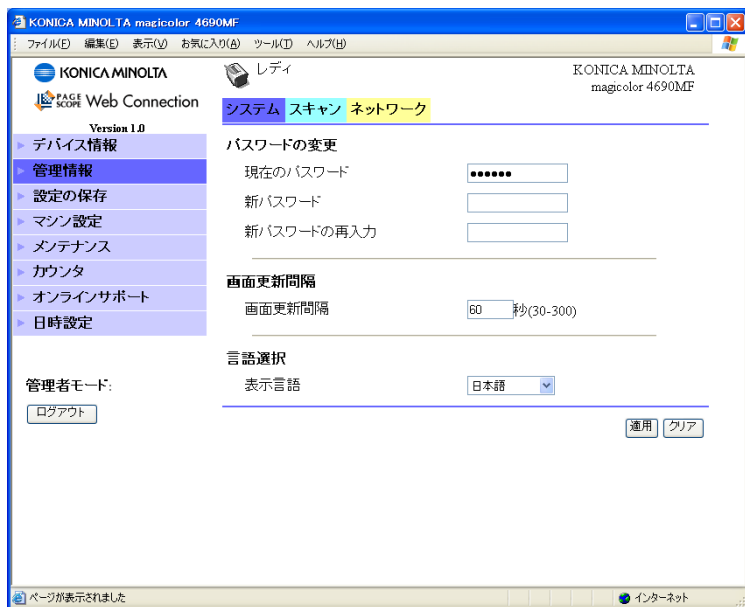 KONICA MINOLTA magicolor 4690MF
ファイル(F) 編集(E) 表示(V) お気に入り(A) ツール(T) ヘルプ(H)
KONICA MINOLTA
PAGE SCOPE Web Connection
Version 1.0
レディ
KONICA MINOLTA
magicolor 4690MF
システム スキャン ネットワーク
デバイス情報
管理情報
設定の保存
マシン設定
メンテナンス
カウンタ
オンラインサポート
日時設定
管理者モード:
ログアウト
パスワードの変更
現在のパスワード ●●●●●●
新パスワード
新パスワードの再入力
画面更新間隔
画面更新間隔 60 秒(30-300)
言語選択
表示言語 日本語
適用 クリア
ページが表示されました インターネット